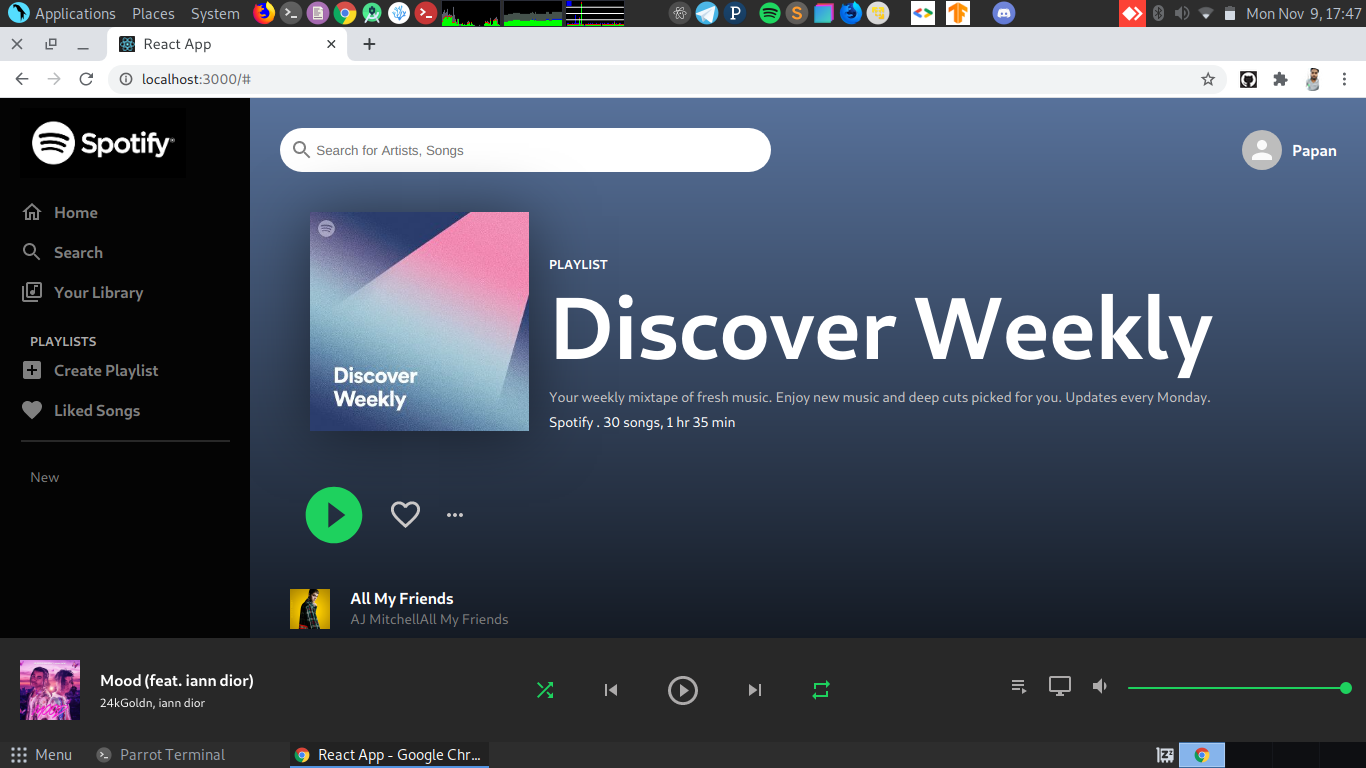 Applications Places System Mon Nov 9, 17:47
React App
localhost:3000/#
Spotify
Search for Artists, Songs
Papan
Home
Search
Your Library
PLAYLISTS
Create Playlist
Liked Songs
New
Discover
Weekly
PLAYLIST
Discover Weekly
Your weekly mixtape of fresh music. Enjoy new music and deep cuts picked for you. Updates every Monday.
Spotify . 30 songs, 1 hr 35 min
All My Friends
AJ MitchellAll My Friends
Mood (feat. iann dior)
24kGoldn, iann dior
Menu Parrot Terminal React App - Google Chr...